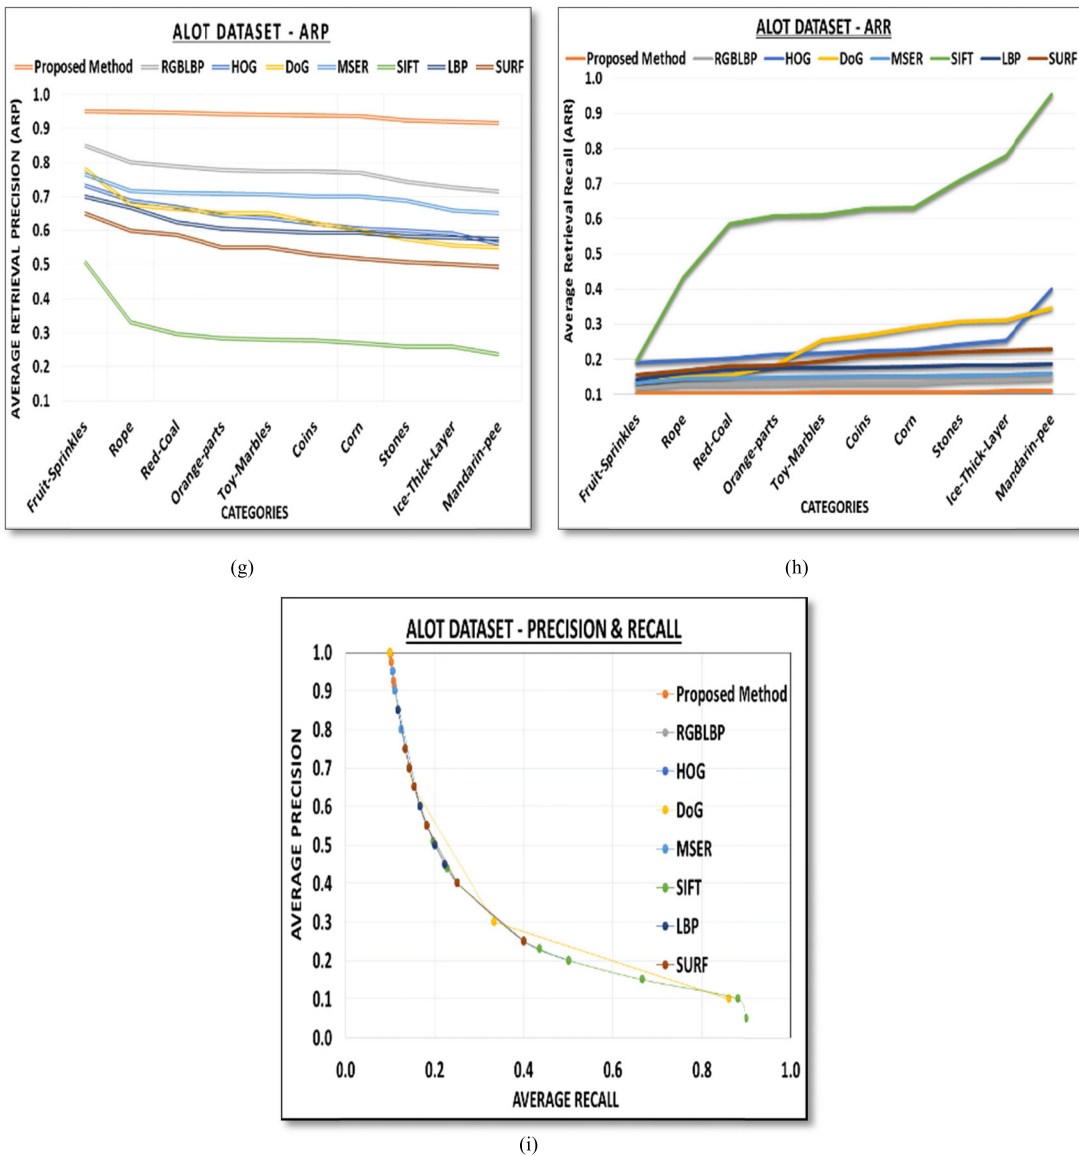 ALOT DATASET - ARP
Proposed Method RGBLBP HOG DoG MSER SIFT LBP SURF
AVERAGE RETRIEVAL PRECISION (ARP)
1.0
0.9
0.8
0.7
0.6
0.5
0.4
0.3
0.2
0.1
Fruit-Sprinkles
Rope
Red-Coal
Orange-parts
Toy-Marbles
Coins
Corn
Stones
Ice-Thick-Layer
Mandarin-pee
CATEGORIES
(g)
ALOT DATASET - ARR
Proposed Method RGBLBP HOG DoG MSER SIFT LBP SURF
Average Retrieval Recall (ARR)
1.0
0.9
0.8
0.7
0.6
0.5
0.4
0.3
0.2
0.1
Fruit-Sprinkles
Rope
Red-Coal
Orange-parts
Toy-Marbles
Coins
Corn
Stones
Ice-Thick-Layer
Mandarin-pee
CATEGORIES
(h)
ALOT DATASET - PRECISION & RECALL
AVERAGE PRECISION
1.0
0.9
0.8
0.7
0.6
0.5
0.4
0.3
0.2
0.1
0.0
Proposed Method
RGBLBP
HOG
DoG
MSER
SIFT
LBP
SURF
0.0 0.2 0.4 0.6 0.8 1.0
AVERAGE RECALL
(i)